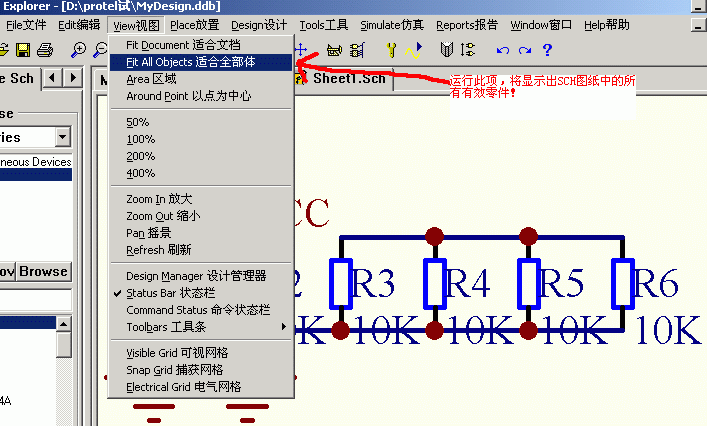 Explorer - [D:\protel试\MyDesign.ddb]
File文件 Edit编辑 View视图 Place放置 Design设计 Tools工具 Simulate仿真 Reports报告 Window窗口 Help帮助
Fit Document 适合文档
Fit All Objects 适合全部体
Area 区域
Around Point 以点为中心
50%
100%
200%
400%
Zoom In 放大
Zoom Out 缩小
Pan 摇景
Refresh 刷新
Design Manager 设计管理器
Status Bar 状态栏
Command Status 命令状态栏
Toolbars 工具条
Visible Grid 可视网格
Snap Grid 捕获网格
Electrical Grid 电气网格
e Sch
Sheet1.Sch
运行此项，将显示出SCH图纸中的所
有有效零件！
se
ries
neous Devices
ov Browse
4A
CC
2 R3 R4 R5 R6
0K 10K 10K 10K 10K